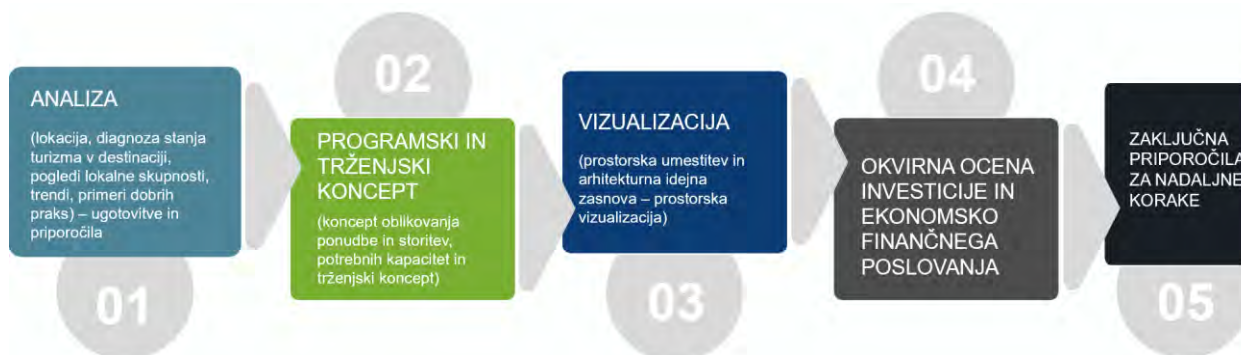 ANALIZA
(lokacija, diagnoza stanja
turizma v destinaciji,
pogledi lokalne skupnosti,
trendi, primeri dobrih
praks) – ugotovitve in
priporočila
01
02
PROGRAMSKI IN
TRŽENJSKI
KONCEPT
(koncept oblikovanja
ponudbe in storitev,
potrebnih kapacitet in
trženjski koncept)
VIZUALIZACIJA
(prostorska umestitev in
arhitekturna idejna
zasnova – prostorska
vizualizacija)
03
04
OKVIRNA OCENA
INVESTICIJE IN
EKONOMSKO
FINANČNEGA
POSLOVANJA
ZAKLJUČNA
PRIPOROČILA
ZA NADALJNE
KORAKE
05